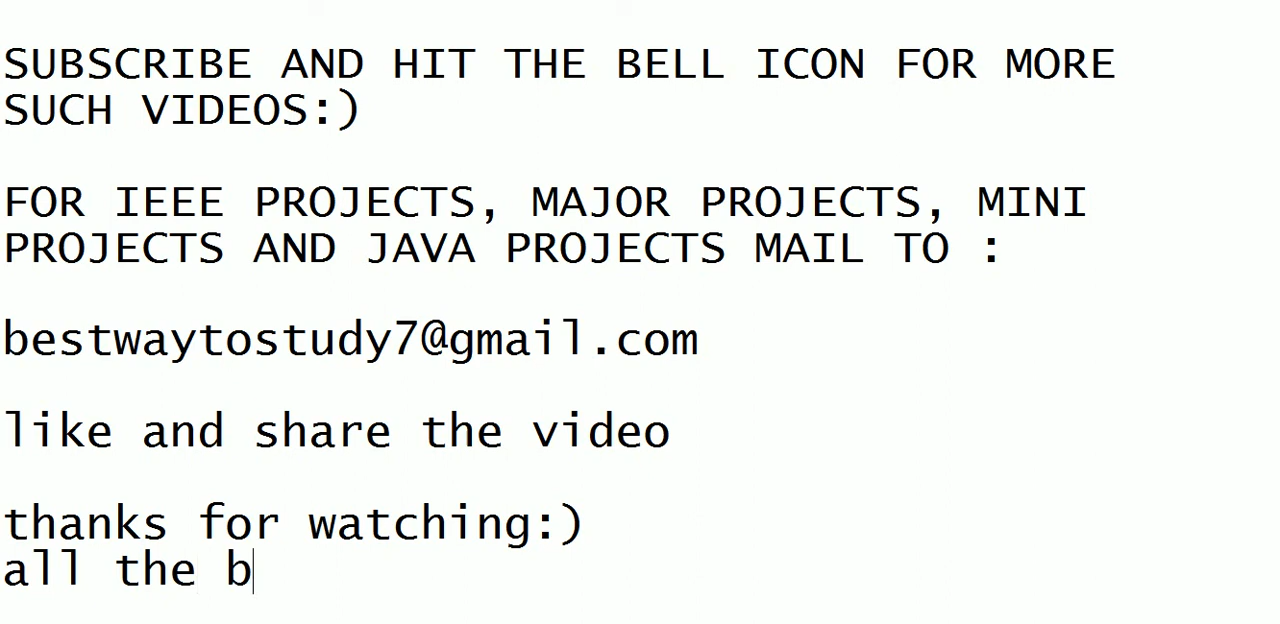 SUBSCRIBE AND HIT THE BELL ICON FOR MORE
SUCH VIDEOS:)
FOR IEEE PROJECTS, MAJOR PROJECTS, MINI
PROJECTS AND JAVA PROJECTS MAIL TO :
bestwaytostudy7@gmail.com
like and share the video
thanks for watching:)
all the b